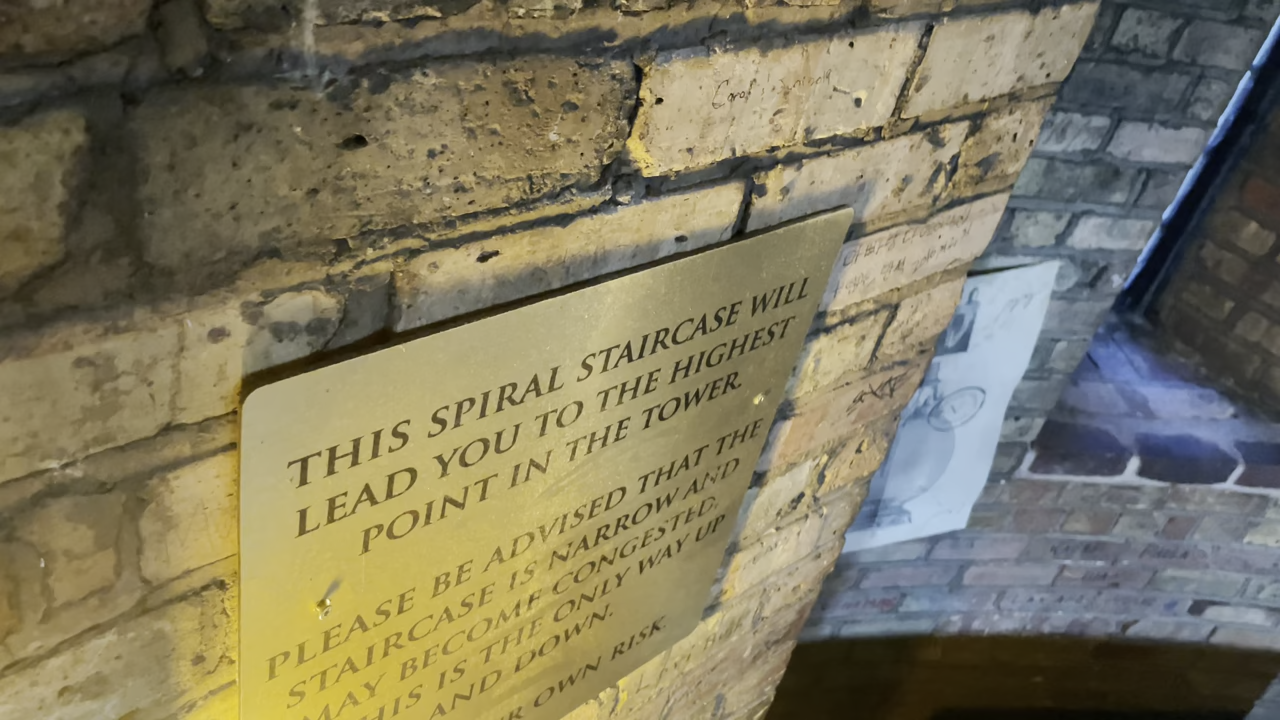 THIS SPIRAL STAIRCASE WILL
LEAD YOU TO THE HIGHEST
POINT IN THE TOWER.
PLEASE BE ADVISED THAT THE
STAIRCASE IS NARROW AND
MAY BECOME CONGESTED.
THIS IS THE ONLY WAY UP
AND DOWN.
OWN RISK.